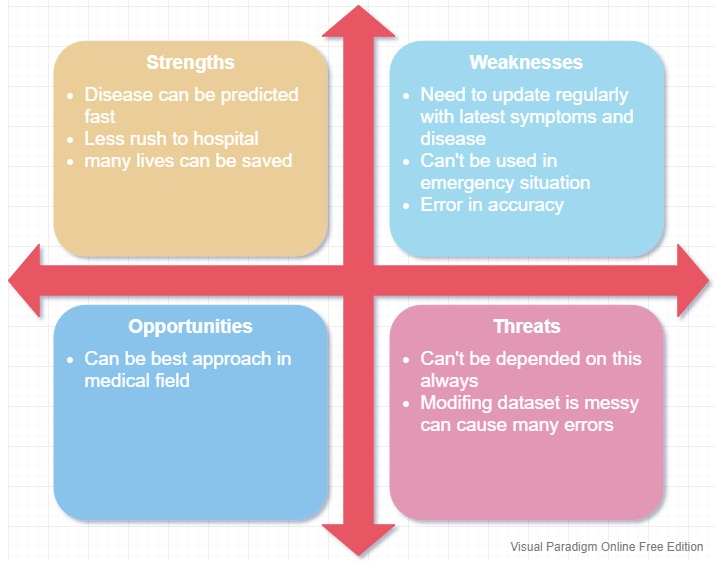 Strengths
• Disease can be predicted
fast
• Less rush to hospital
• many lives can be saved
Weaknesses
• Need to update regularly
with latest symptoms and
disease
• Can't be used in
emergency situation
• Error in accuracy
Opportunities
• Can be best approach in
medical field
Threats
• Can't be depended on this
always
• Modifing dataset is messy
can cause many errors
Visual Paradigm Online Free Edition